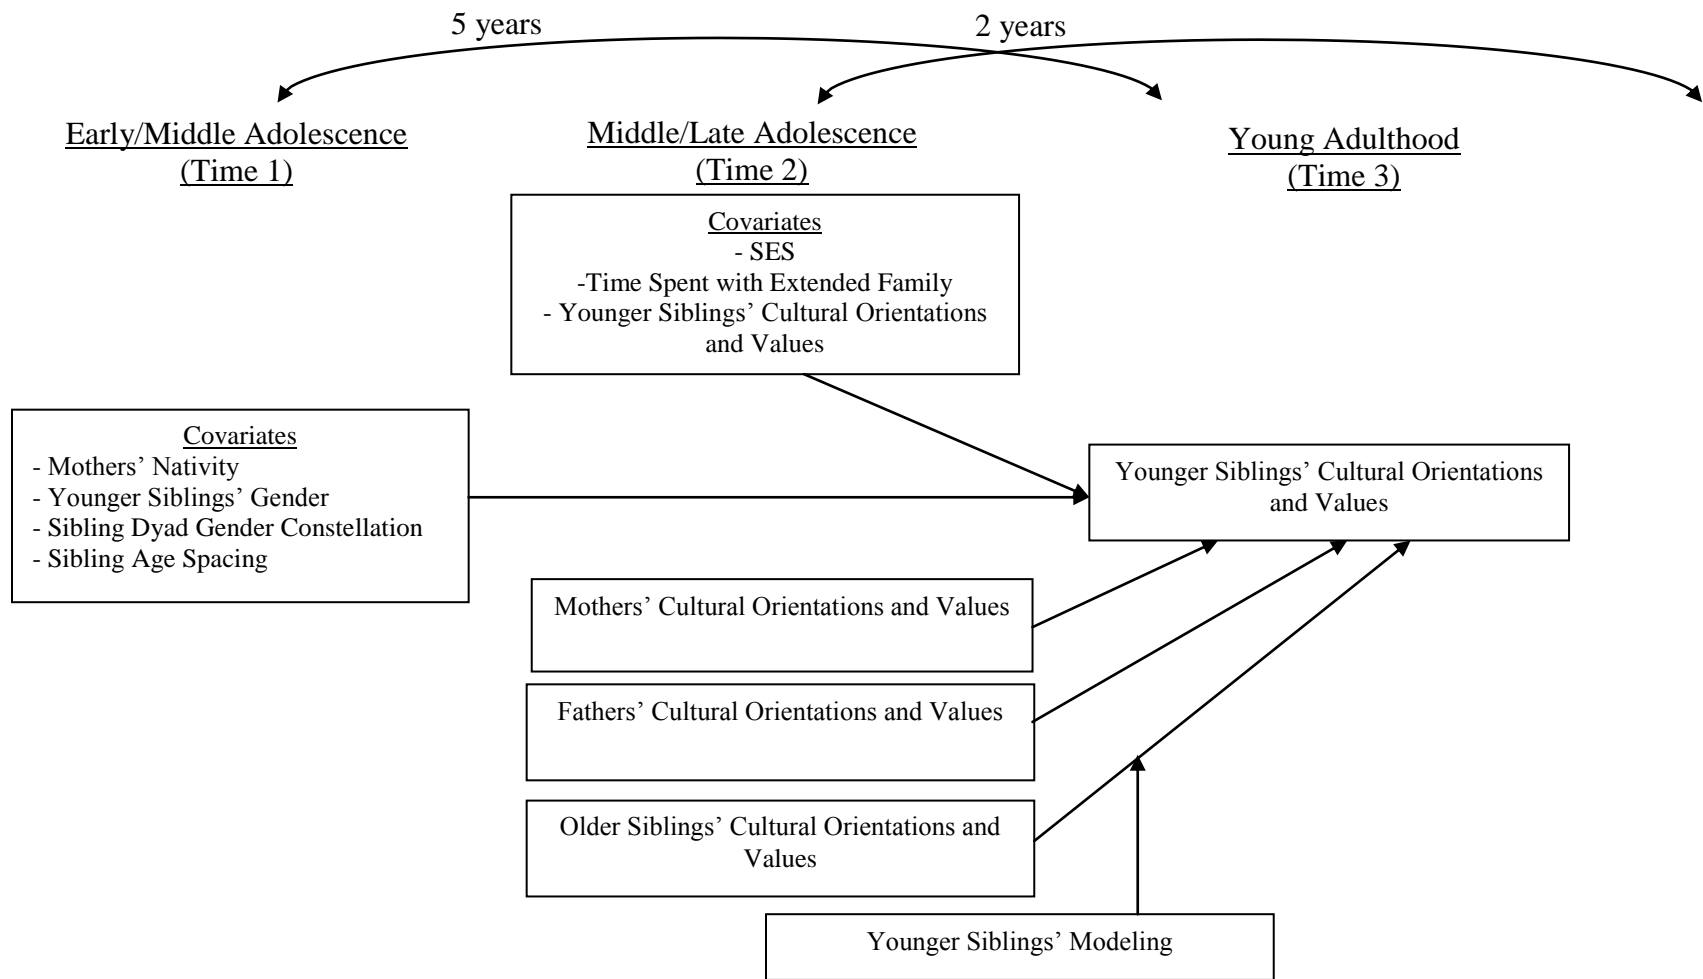 5 years
2 years
Early/Middle Adolescence
(Time 1)
Middle/Late Adolescence
(Time 2)
Young Adulthood
(Time 3)
Covariates
- SES
-Time Spent with Extended Family
- Younger Siblings’ Cultural Orientations
and Values
Covariates
- Mothers’ Nativity
- Younger Siblings’ Gender
- Sibling Dyad Gender Constellation
- Sibling Age Spacing
Younger Siblings’ Cultural Orientations
and Values
Mothers’ Cultural Orientations and Values
Fathers’ Cultural Orientations and Values
Older Siblings’ Cultural Orientations and
Values
Younger Siblings’ Modeling